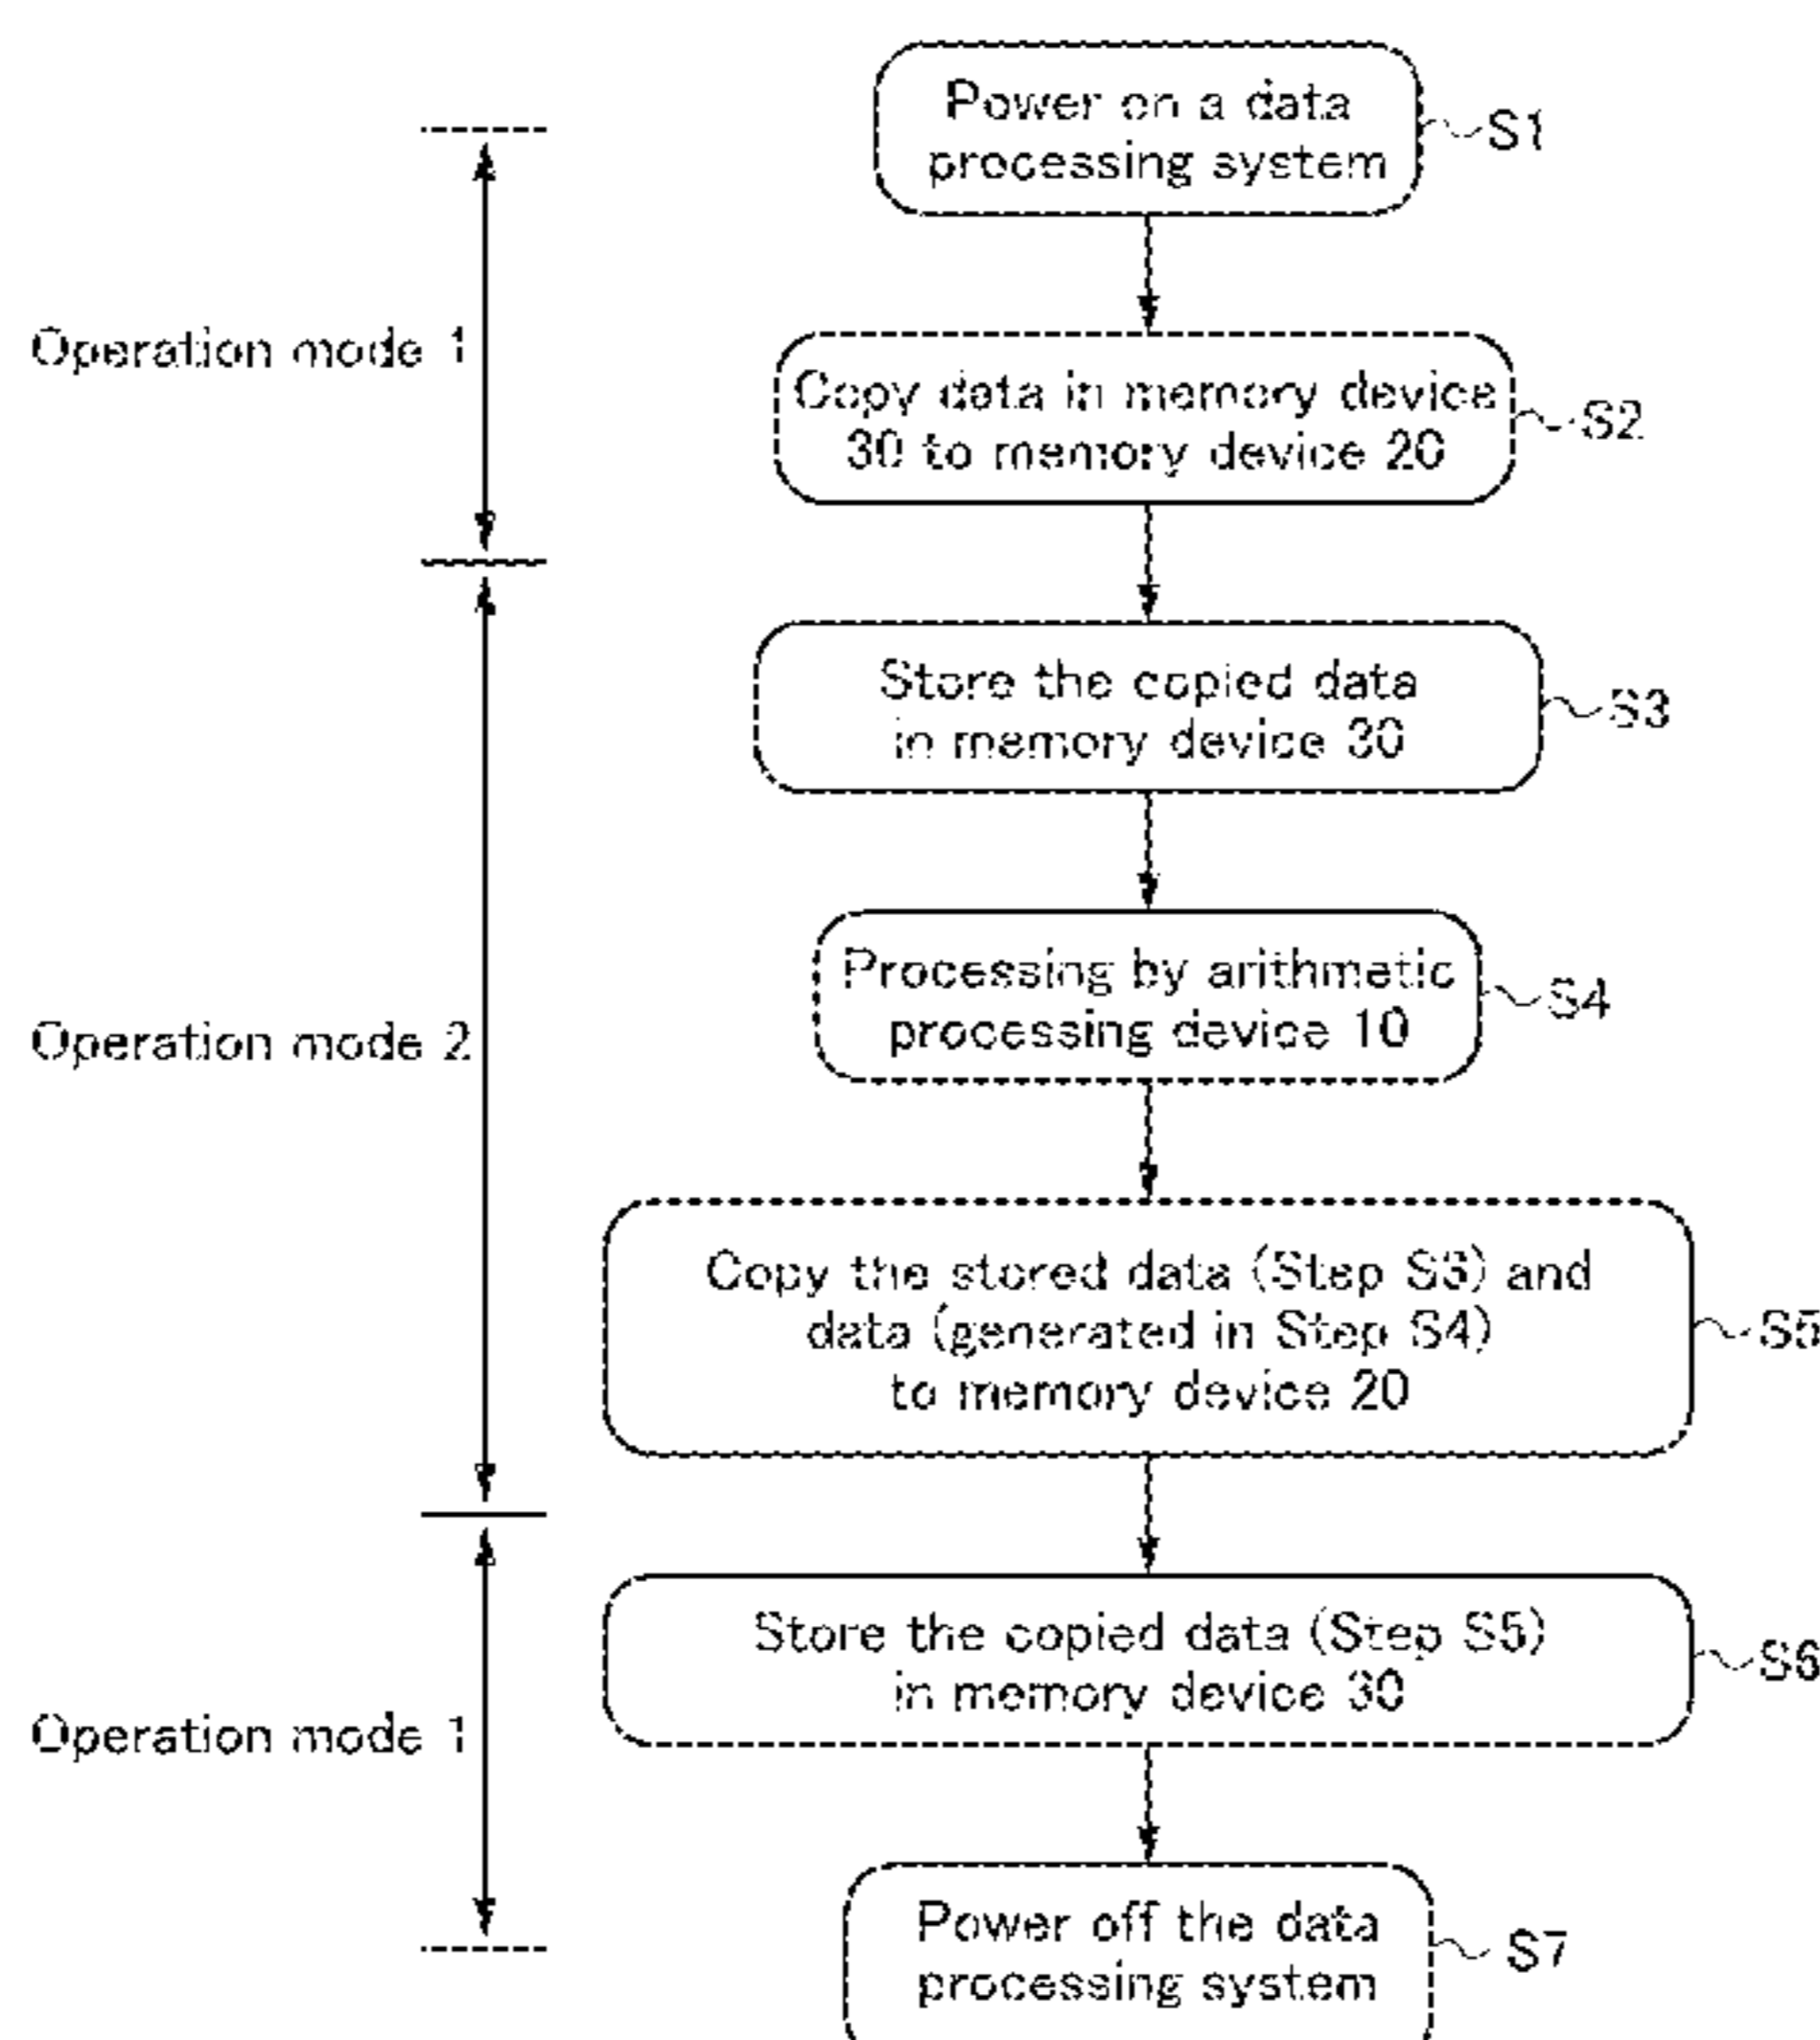 Power on a data
processing system
S1
Operation mode 1
Copy data in memory device
30 to memory device 20
S2
Store the copied data
in memory device 30
S3
Processing by arithmetic
processing device 10
S4
Operation mode 2
Copy the stored data (Step S3) and
data (generated in Step S4)
to memory device 20
S5
Store the copied data (Step S5)
in memory device 30
S6
Operation mode 1
Power off the data
processing system
S7